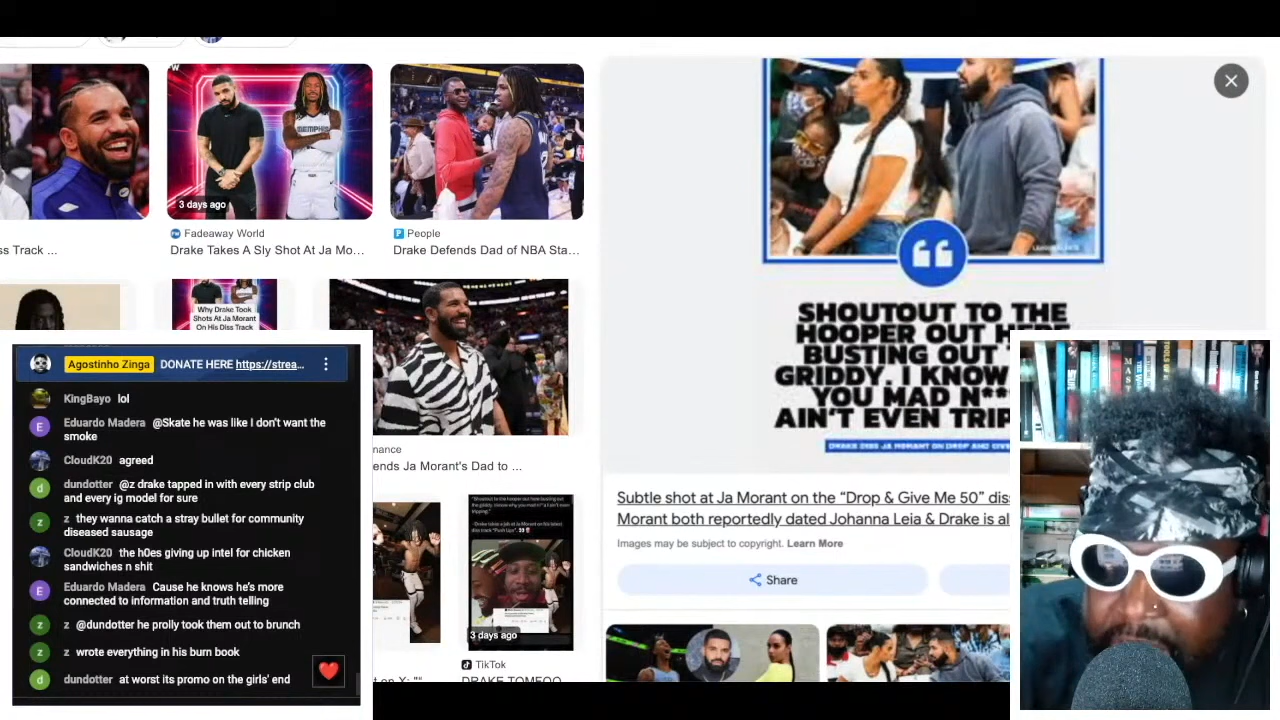 3 days ago
ss Track ...
Fadeaway World
Drake Takes A Sly Shot At Ja Mo...
People
Drake Defends Dad of NBA Sta...
MEMPHIS
Why Drake Took
Shots At Ja Morant
On His Diss Track
nance
ends Ja Morant's Dad to ...
3 days ago
TikTok
SHOUTOUT TO THE
HOOPER OUT
BUSTING OUT
GRIDDY. I KNOW
YOU MAD N**
AIN'T EVEN TRIP
DRAKE DISS JA MORANT ON DROP AND GIVE
Subtle shot at Ja Morant on the “Drop & Give Me 50” dis
Morant both reportedly dated Johanna Leia & Drake is al
Images may be subject to copyright. Learn More
Share
Agostinho Zinga DONATE HERE https://strea...
KingBayo lol
Eduardo Madera @Skate he was like I don't want the
smoke
CloudK20 agreed
dundotter @z drake tapped in with every strip club
and every ig model for sure
z they wanna catch a stray bullet for community
diseased sausage
CloudK20 the h0es giving up intel for chicken
sandwiches n shit
Eduardo Madera Cause he knows he's more
connected to information and truth telling
z @dundotter he prolly took them out to brunch
z wrote everything in his burn book
dundotter at worst its promo on the girls' end